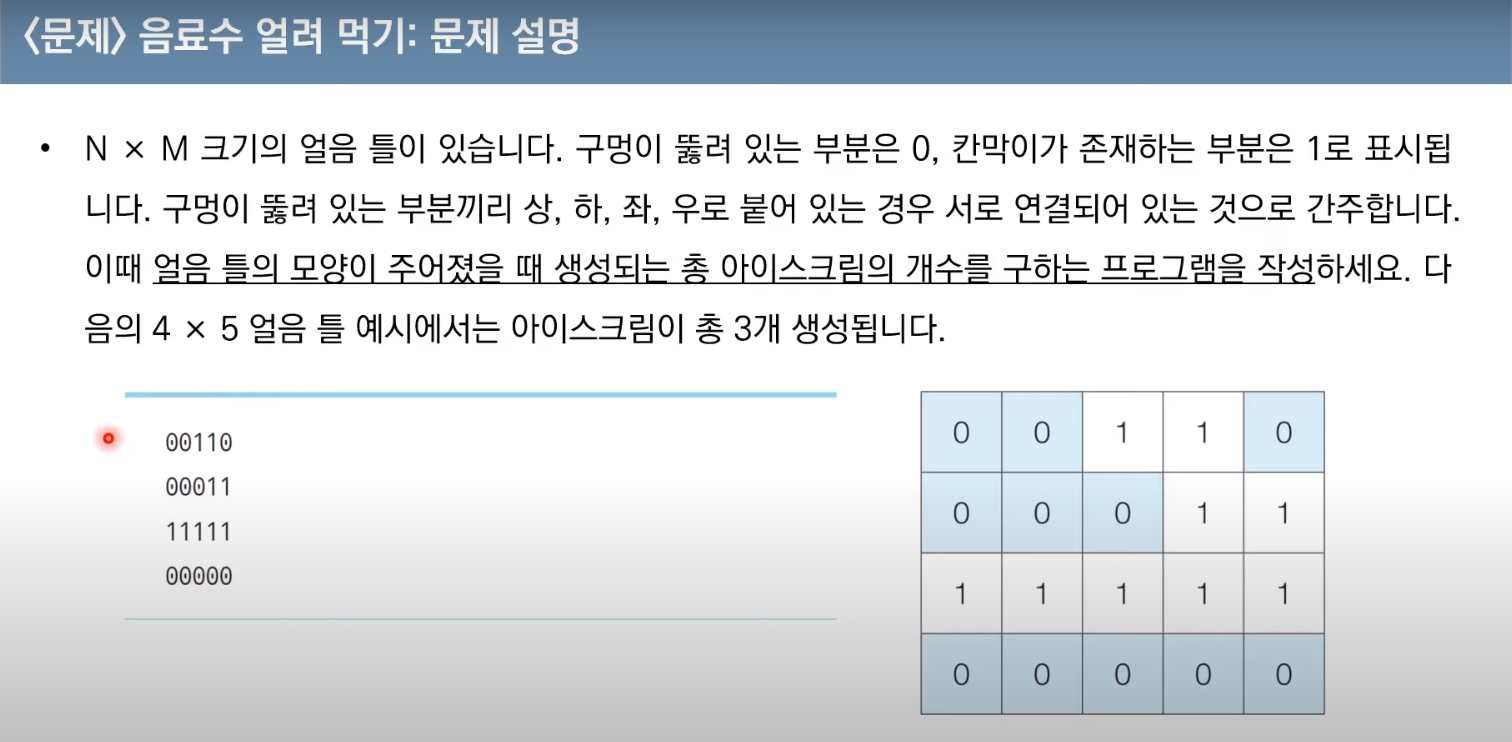 <문제> 음료수 얼려 먹기: 문제 설명
• N × M 크기의 얼음 틀이 있습니다. 구멍이 뚫려 있는 부분은 0, 칸막이가 존재하는 부분은 1로 표시됩
니다. 구멍이 뚫려 있는 부분끼리 상, 하, 좌, 우로 붙어 있는 경우 서로 연결되어 있는 것으로 간주합니다.
이때 얼음 틀의 모양이 주어졌을 때 생성되는 총 아이스크림의 개수를 구하는 프로그램을 작성하세요. 다
음의 4 × 5 얼음 틀 예시에서는 아이스크림이 총 3개 생성됩니다.
00110
00011
11111
00000
0 0 1 1 0
0 0 0 1 1
1 1 1 1 1
0 0 0 0 0